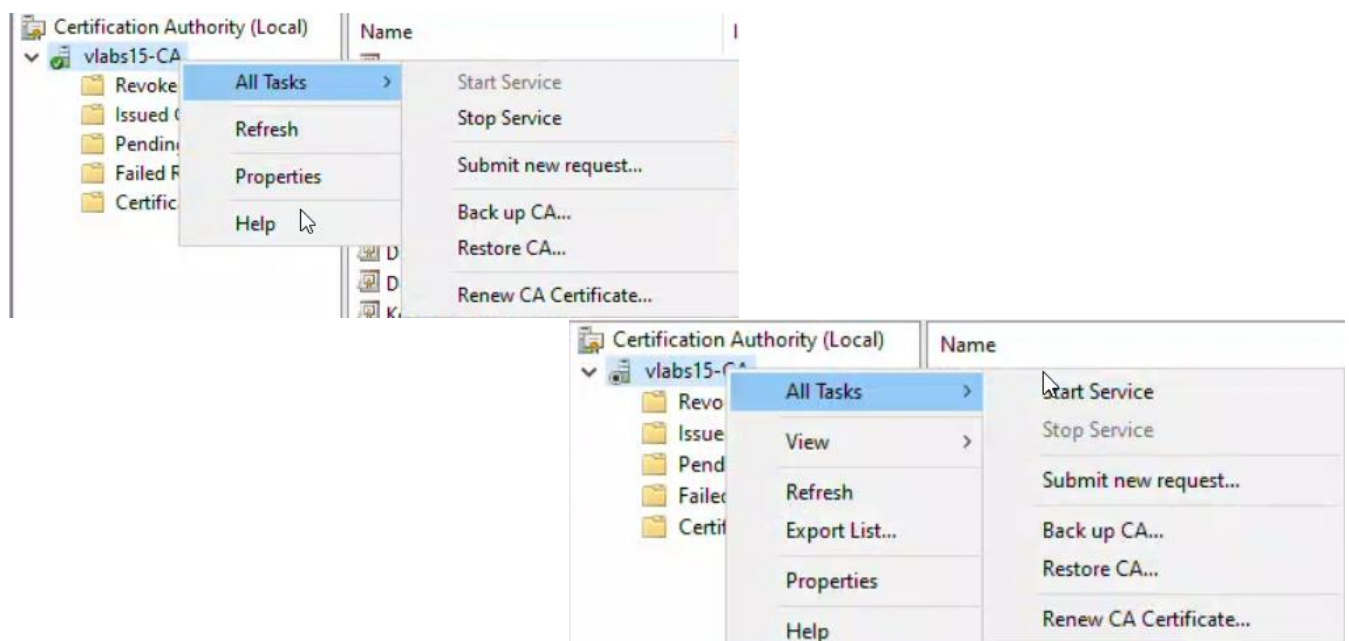 Certification Authority (Local)
Name
vlabs15-CA
Revoke
Issued
Pending
Failed R
Certific
All Tasks
Refresh
Properties
Help
Start Service
Stop Service
Submit new request...
Back up CA...
Restore CA...
Renew CA Certificate...
D
D
K
Certification Authority (Local)
Name
vlabs15-CA
Revo
Issue
Pend
Failed
Certif
All Tasks
View
Refresh
Export List...
Properties
Help
Start Service
Stop Service
Submit new request...
Back up CA...
Restore CA...
Renew CA Certificate...